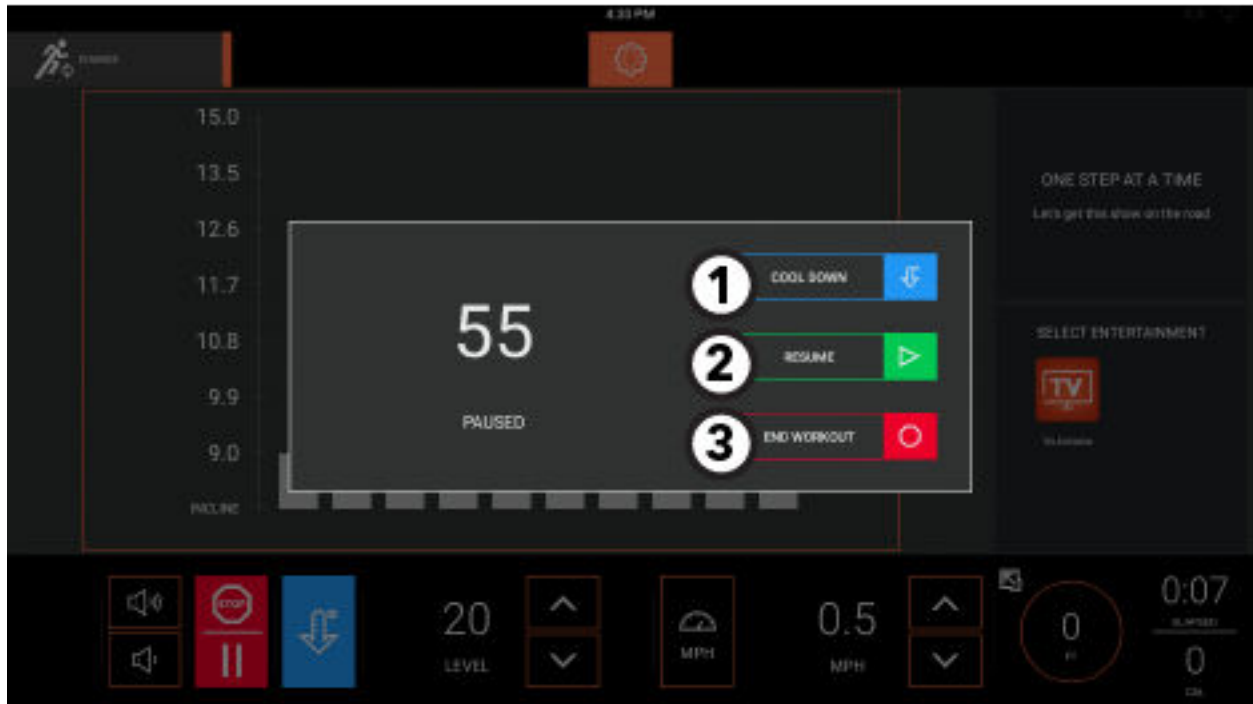 4:33 PM
15.0
13.5
12.6
11.7
10.8
9.9
9.0
INCLINE
ONE STEP AT A TIME
Let's get this show on the road
55
PAUSED
1
COOL DOWN
2
RESUME
3
END WORKOUT
SELECT ENTERTAINMENT
TV
STOP
20
LEVEL
MPH
0.5
MPH
0
0:07
ELAPSED
0
CAL